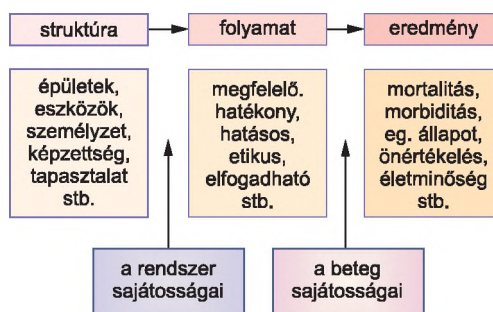 struktúra
folyamat
eredmény
épületek,
eszközök,
személyzet,
képzettség,
tapasztalat
stb.
megfelelő.
hatékony,
hatásos,
etikus,
elfogadható
stb.
mortalitás,
morbiditás,
eg. állapot,
önértékelés,
életminőség
stb.
a rendszer
sajátosságai
a beteg
sajátosságai